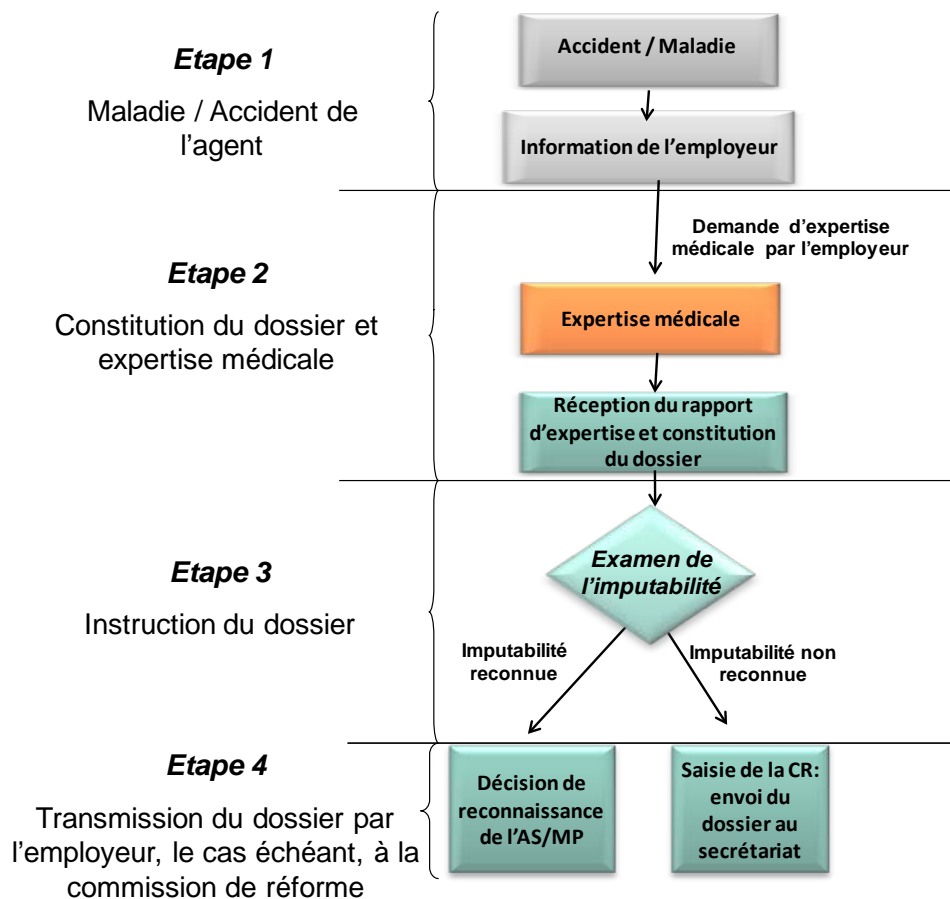 Etape 1
Maladie / Accident de
l'agent
Accident / Maladie
Information de l'employeur
Demande d'expertise
médicale par l'employeur
Etape 2
Constitution du dossier et
expertise médicale
Expertise médicale
Réception du rapport
d'expertise et constitution
du dossier
Etape 3
Instruction du dossier
Examen de
l'imputabilité
Imputabilité
reconnue
Imputabilité non
reconnue
Etape 4
Transmission du dossier par
l'employeur, le cas échéant, à la
commission de réforme
Décision de
reconnaissance
de l'AS/MP
Saisie de la CR:
envoi du
dossier au
secrétariat